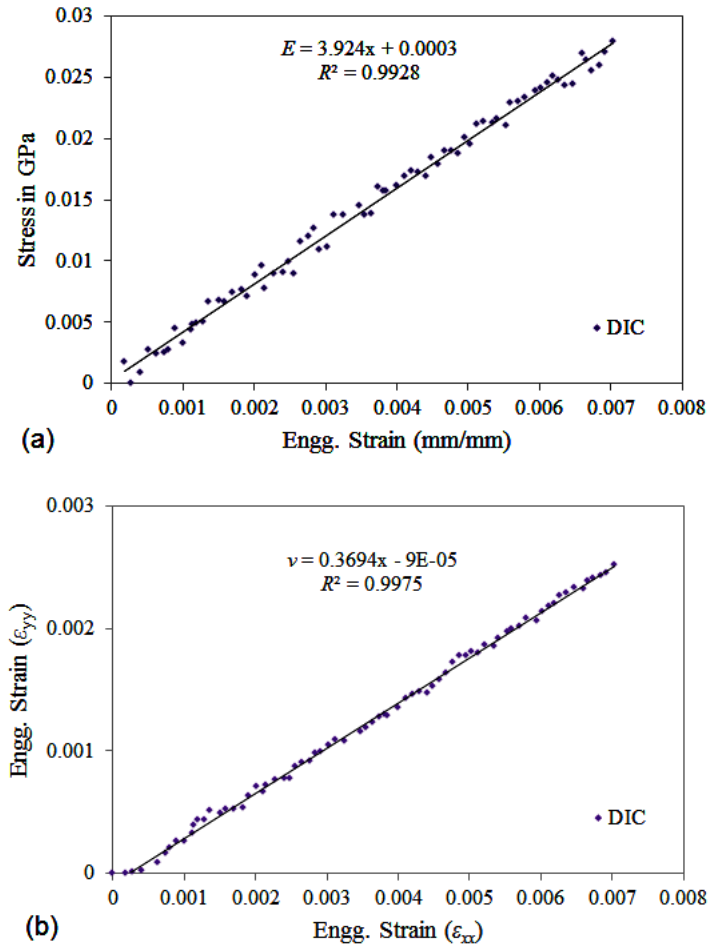 0.03
E = 3.924x + 0.0003
R² = 0.9928
0.025
0.02
0.015
0.01
0.005
0
Stress in GPa
DIC
0 0.001 0.002 0.003 0.004 0.005 0.006 0.007 0.008
Engg. Strain (mm/mm)
(a)
0.003
ν = 0.3694x - 9E-05
R² = 0.9975
0.002
0.001
0
Engg. Strain (εyy)
DIC
0 0.001 0.002 0.003 0.004 0.005 0.006 0.007 0.008
Engg. Strain (εxx)
(b)